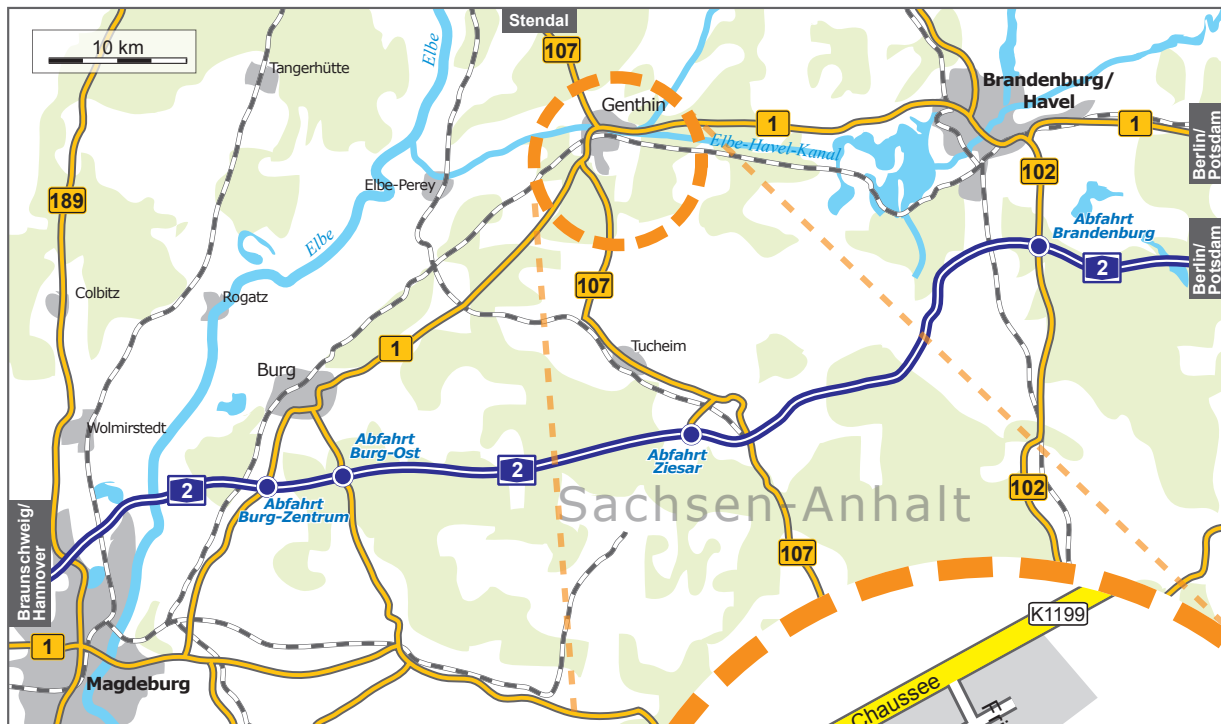 Stendal
10 km
107
Elbe
Tangerhütte
Genthin
Brandenburg/
Havel
1
1
Elbe-Havel-Kanal
Berlin/
Potsdam
102
Elbe-Perey
189
Elbe
Abfahrt
Brandenburg
2
Berlin/
Potsdam
107
Colbitz
Rogatz
1
Tucheim
Burg
Wolmirstedt
Abfahrt
Burg-Ost
Abfahrt
Ziesar
2
2
102
Abfahrt
Burg-Zentrum
Sachsen-Anhalt
Braunschweig/
Hannover
107
K1199
1
Magdeburg
Chaussee